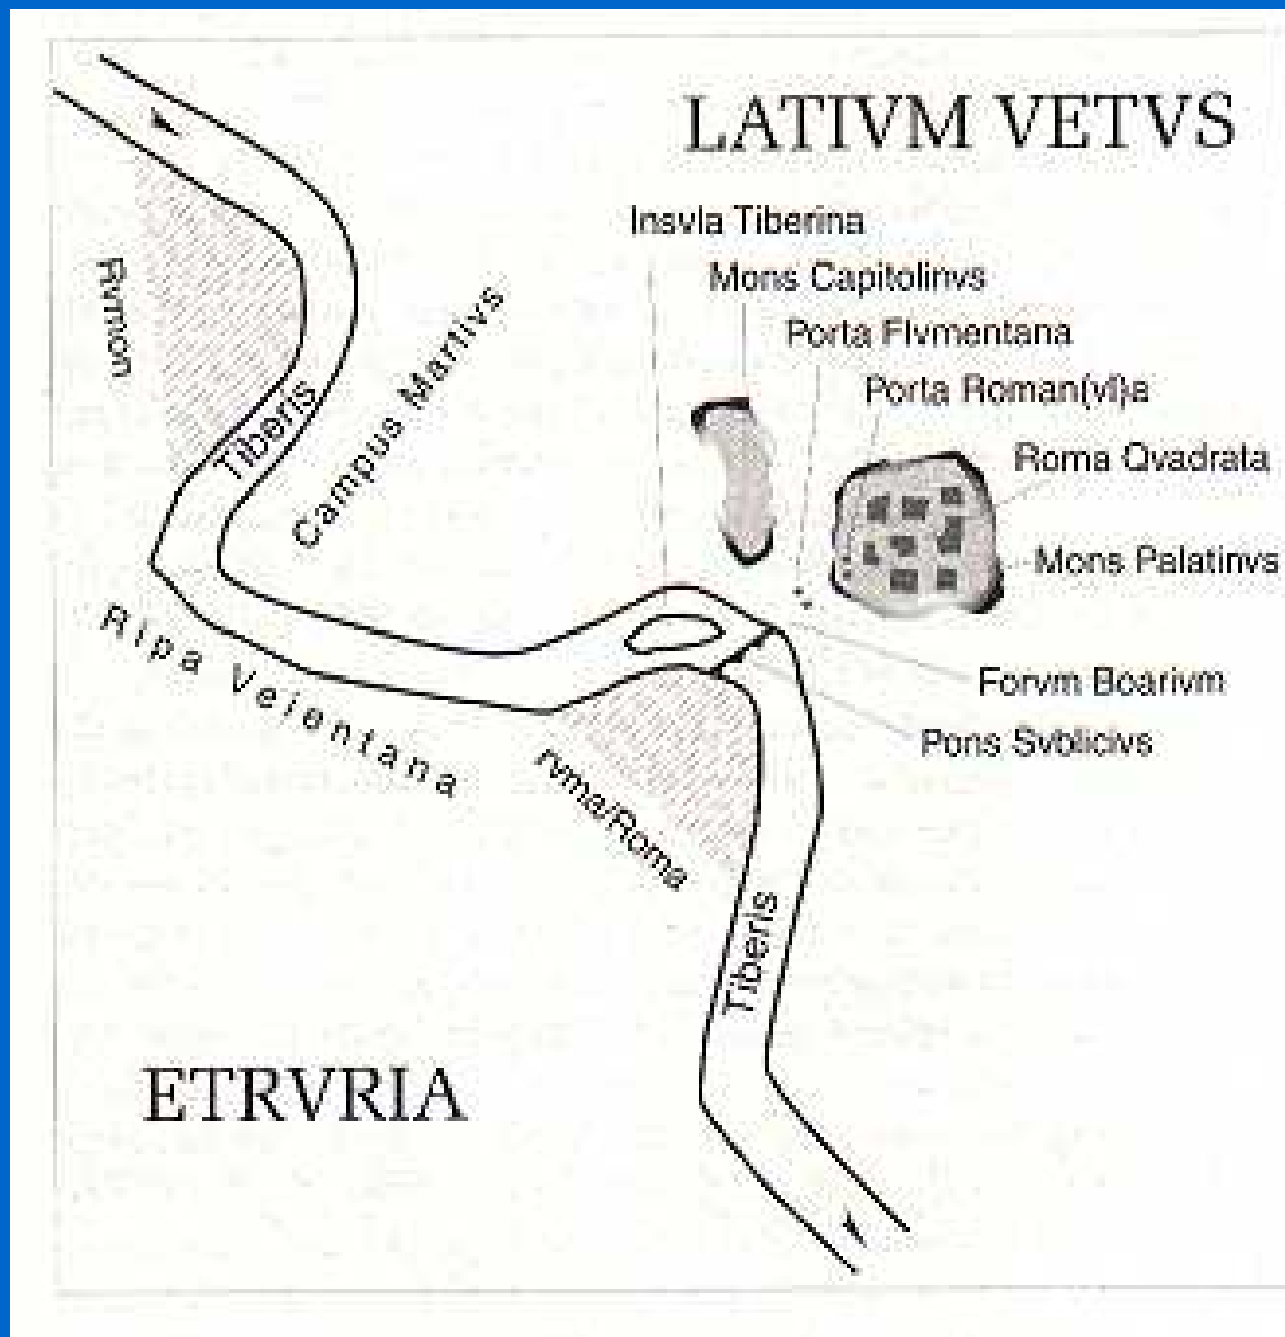 LATIVM VETVS
Insvla Tiberina
Mons Capitolinvs
Porta Flvmentana
Porta Roman(vl)a
Roma Qvadrata
Mons Palatinvs
Rvmon
Tiberis
Campus Martivs
Ripa Veientana
Forvm Boarivm
Pons Svblicivs
rvma/Roma
Tiberis
ETRVRIA